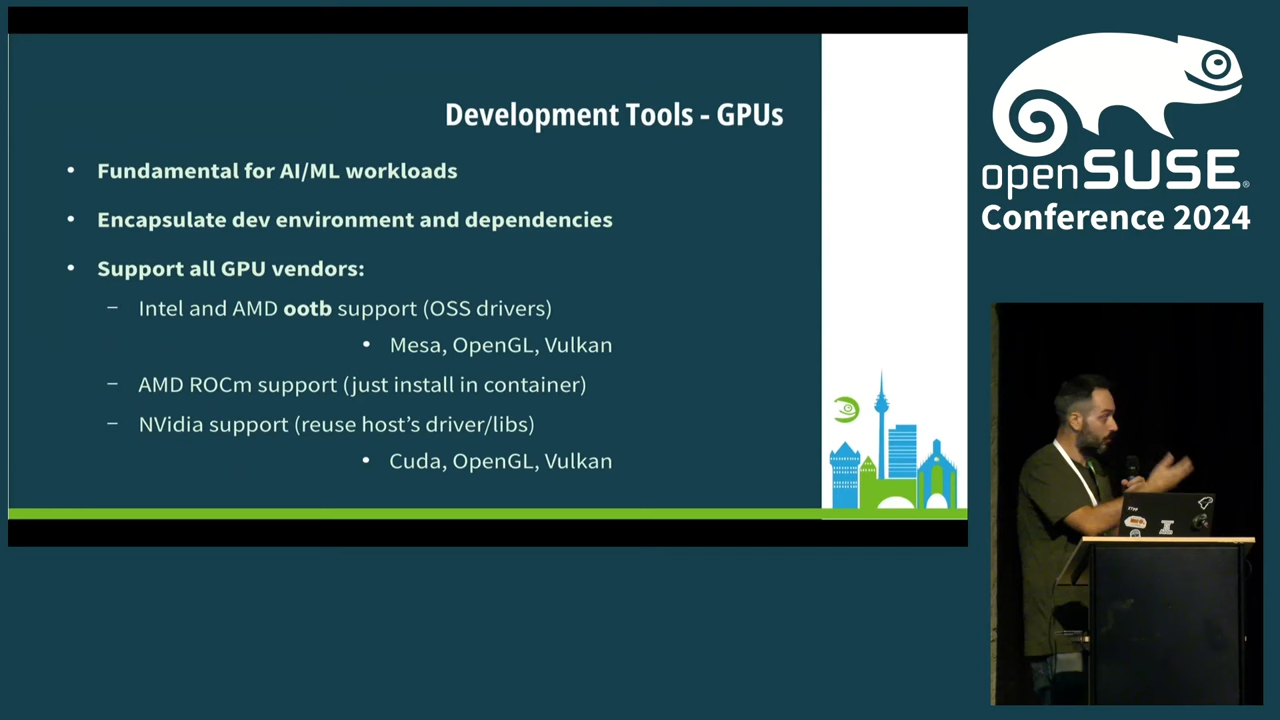 Development Tools - GPUs
• Fundamental for AI/ML workloads
• Encapsulate dev environment and dependencies
• Support all GPU vendors:
– Intel and AMD ootb support (OSS drivers)
• Mesa, OpenGL, Vulkan
– AMD ROCm support (just install in container)
– NVidia support (reuse host’s driver/libs)
• Cuda, OpenGL, Vulkan
openSUSE®
Conference 2024